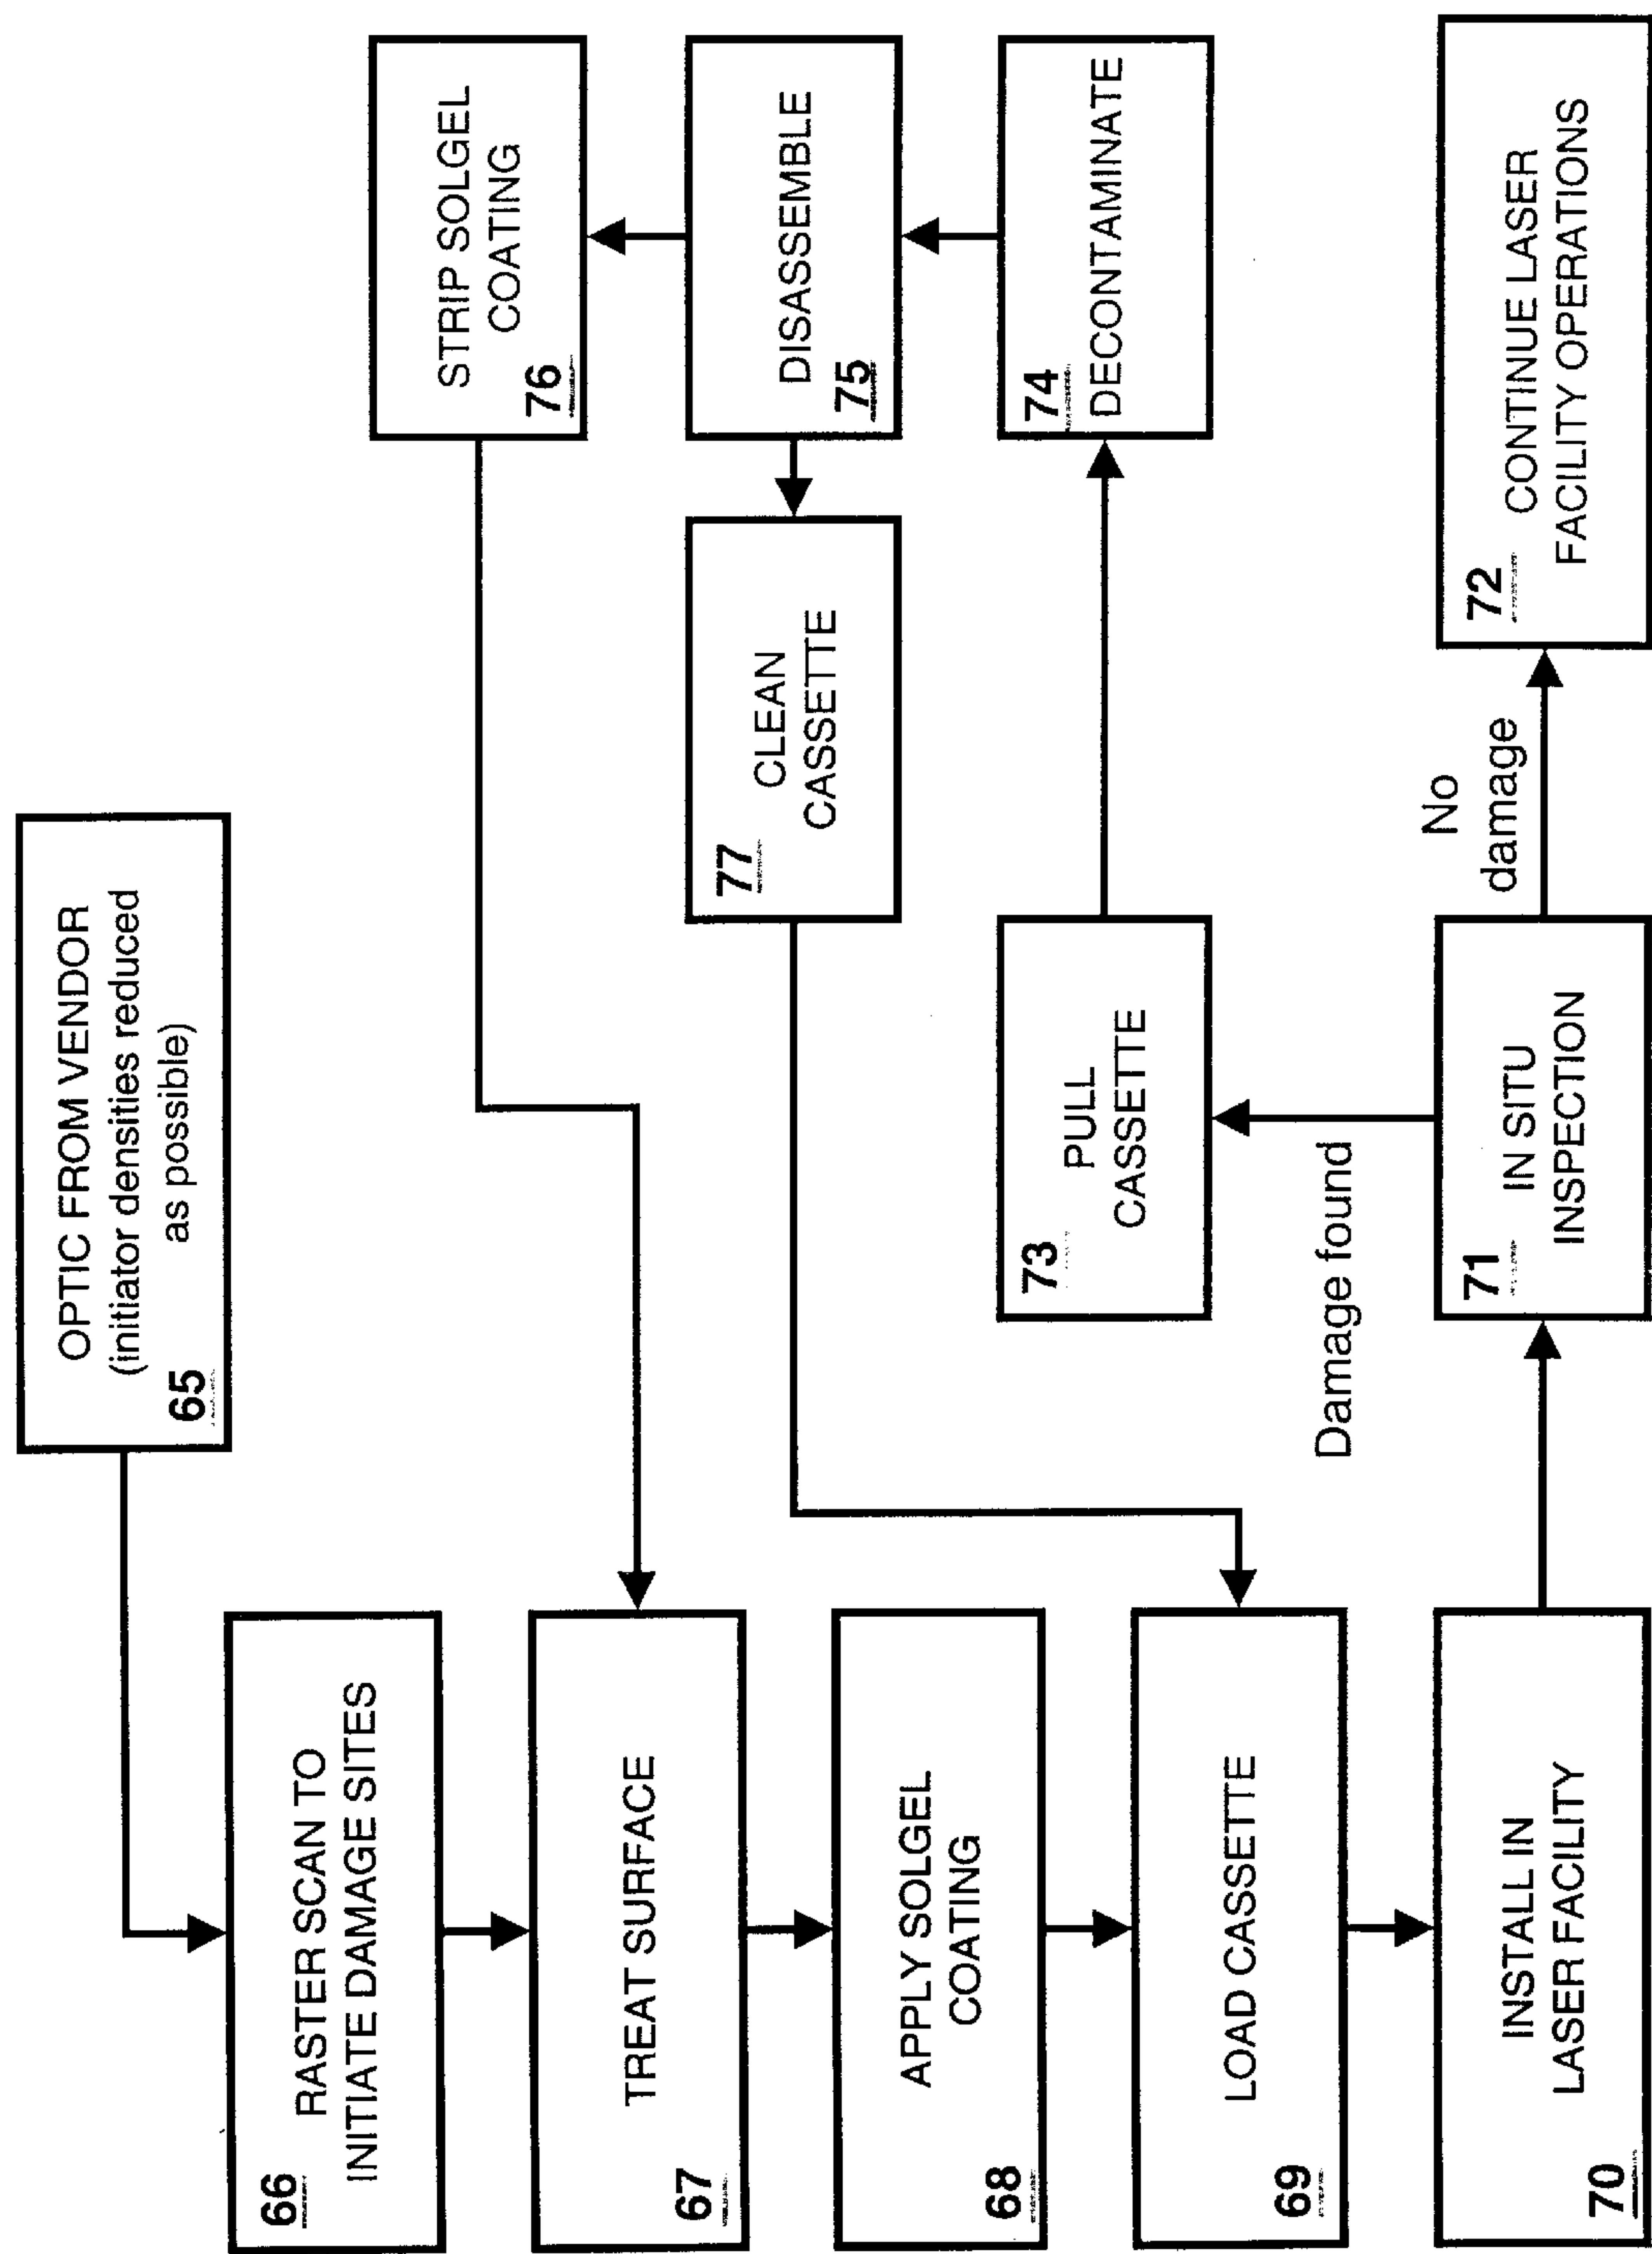 OPTIC FROM VENDOR
(initiator densities reduced
as possible)
65
66
RASTER SCAN TO
INITIATE DAMAGE SITES
TREAT SURFACE
67
APPLY SOLGEL
COATING
68
LOAD CASSETTE
69
INSTALL IN
LASER FACILITY
70
71
IN SITU
INSPECTION
No
damage
72
CONTINUE LASER
FACILITY OPERATIONS
Damage found
73
PULL
CASSETTE
74
DECONTAMINATE
DISASSEMBLE
75
STRIP SOLGEL
COATING
76
77
CLEAN
CASSETTE